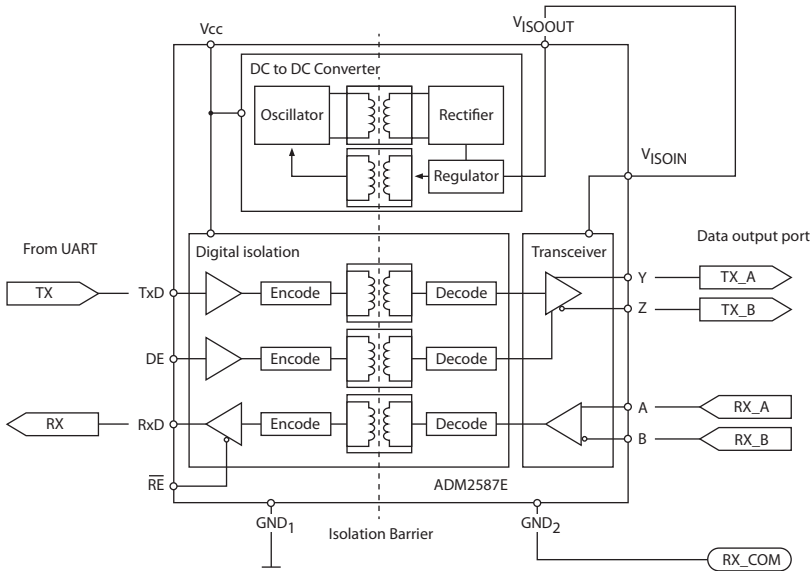 Vcc
VISOOUT
DC to DC Converter
Oscillator
Rectifier
Regulator
VISOIN
From UART
Digital isolation
Transceiver
Data output port
TX
TxD
Encode
Decode
Y
TX_A
Z
TX_B
DE
Encode
Decode
RX
RxD
Encode
Decode
A
RX_A
B
RX_B
RE
ADM2587E
GND1
Isolation Barrier
GND2
RX_COM